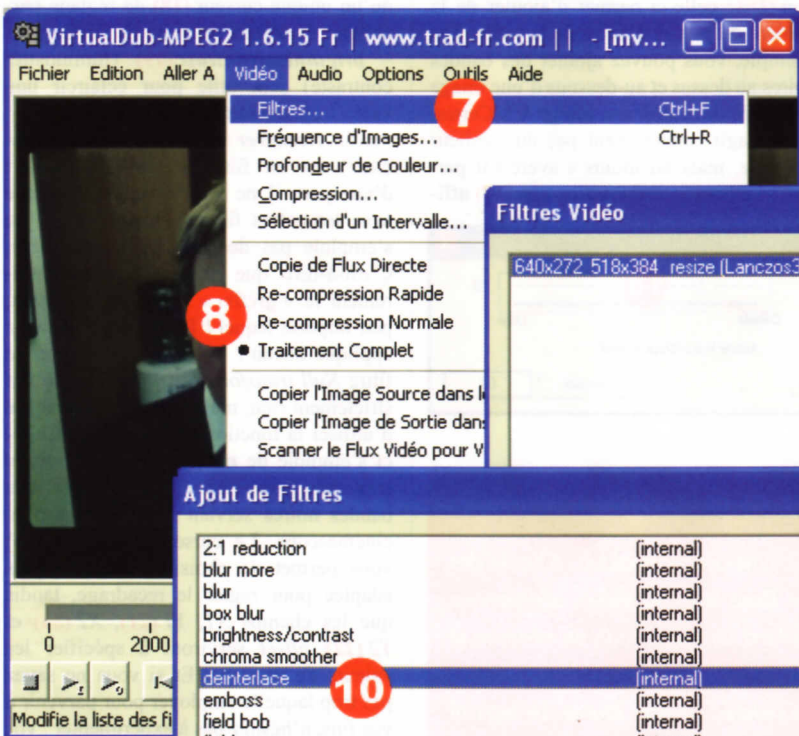 VirtualDub-MPEG2 1.6.15 Fr | www.trad-fr.com || - [mv...
Fichier Edition Aller A Vidéo Audio Options Outils Aide
Filtres... Ctrl+F
7
Fréquence d'Images... Ctrl+R
Profondeur de Couleur...
Compression...
Sélection d'un Intervalle...
Copie de Flux Directe
Re-compression Rapide
8
Re-compression Normale
Traitement Complet
Copier l'Image Source dans le
Copier l'Image de Sortie dans
Scanner le Flux Vidéo pour V
Filtres Vidéo
640x272 518x384 resize (Lanczos3
Ajout de Filtres
2:1 reduction (internal)
blur more (internal)
blur (internal)
box blur (internal)
brightness/contrast (internal)
chroma smoother (internal)
deinterlace (internal)
10
emboss (internal)
field bob (internal)
0 2000
Modifie la liste des fi